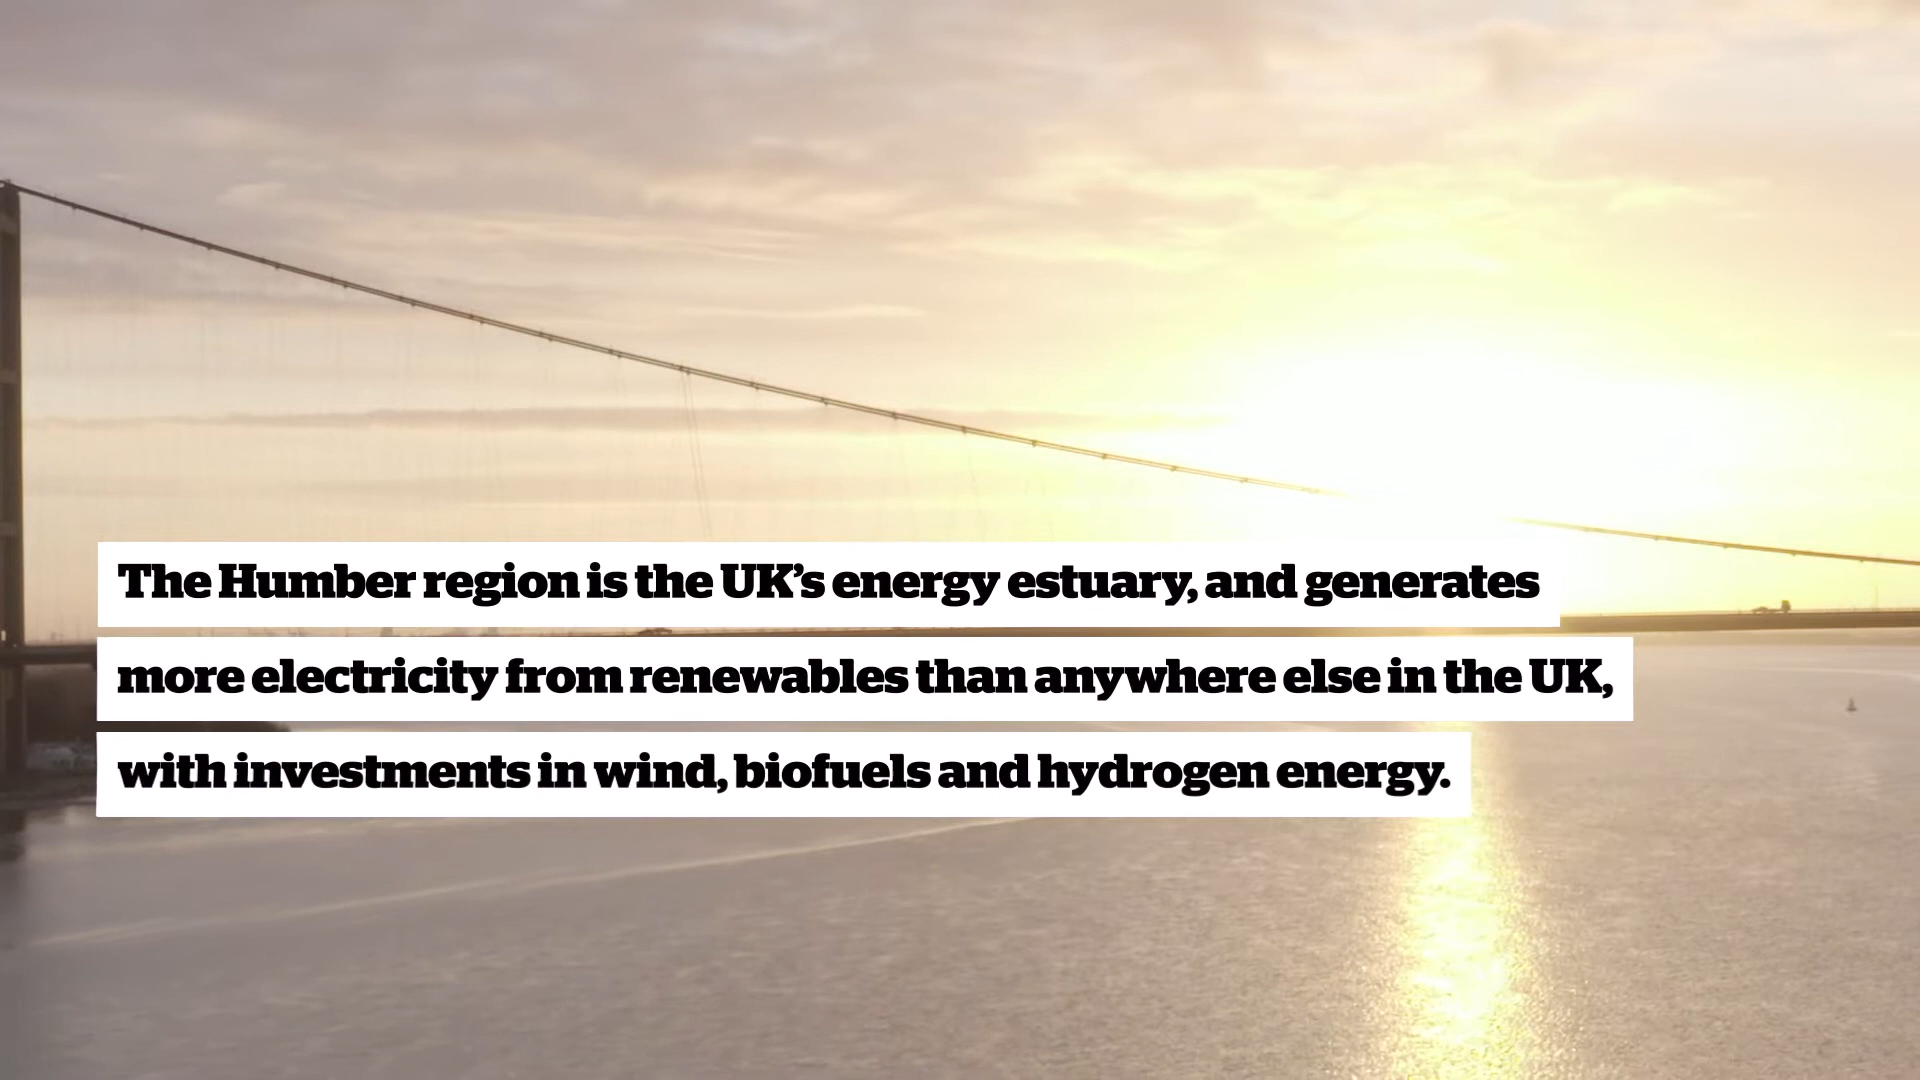 The Humber region is the UK’s energy estuary, and generates
more electricity from renewables than anywhere else in the UK,
with investments in wind, biofuels and hydrogen energy.